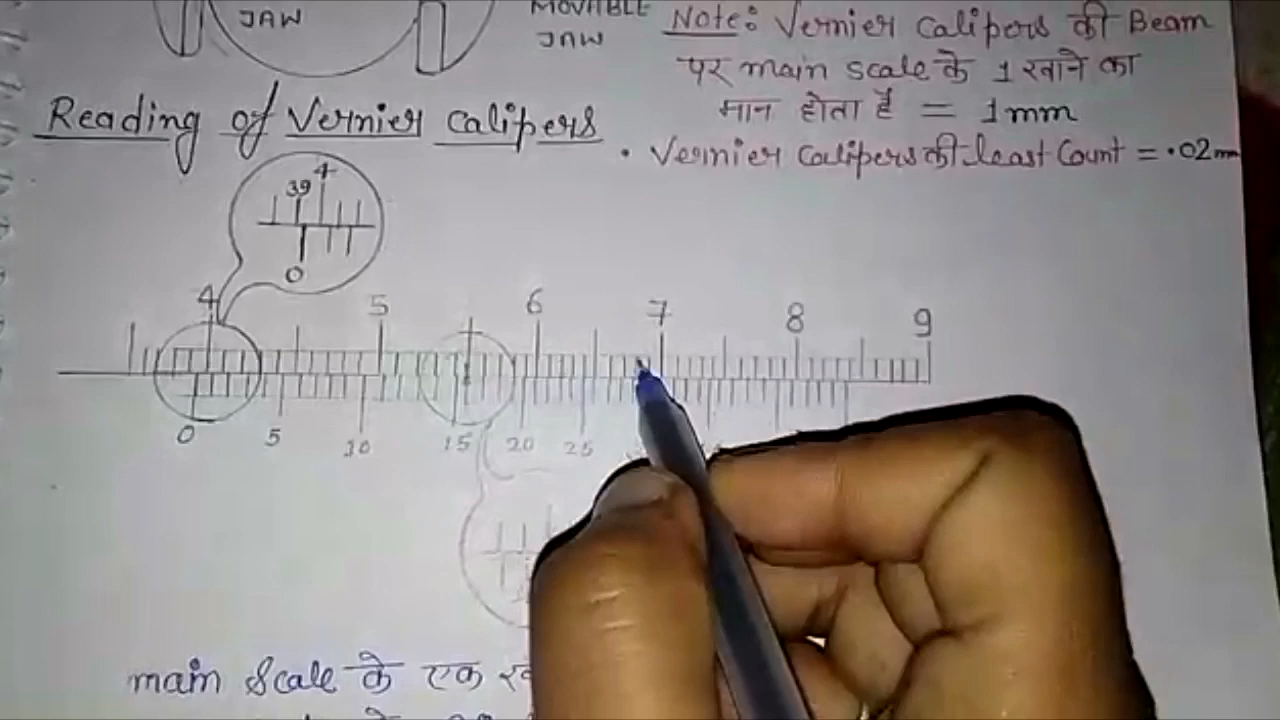 JAW
MOVABLE
JAW
Note: Vernier Calipers की Beam
पर main scale के 1 खाने का
मान होता है = 1mm
Reading of Vernier Calipers
• Vernier Calipers की least Count = .02mm
39 4
0
4 5 6 7 8 9
0 5 10 15 20 25
main Scale के एक